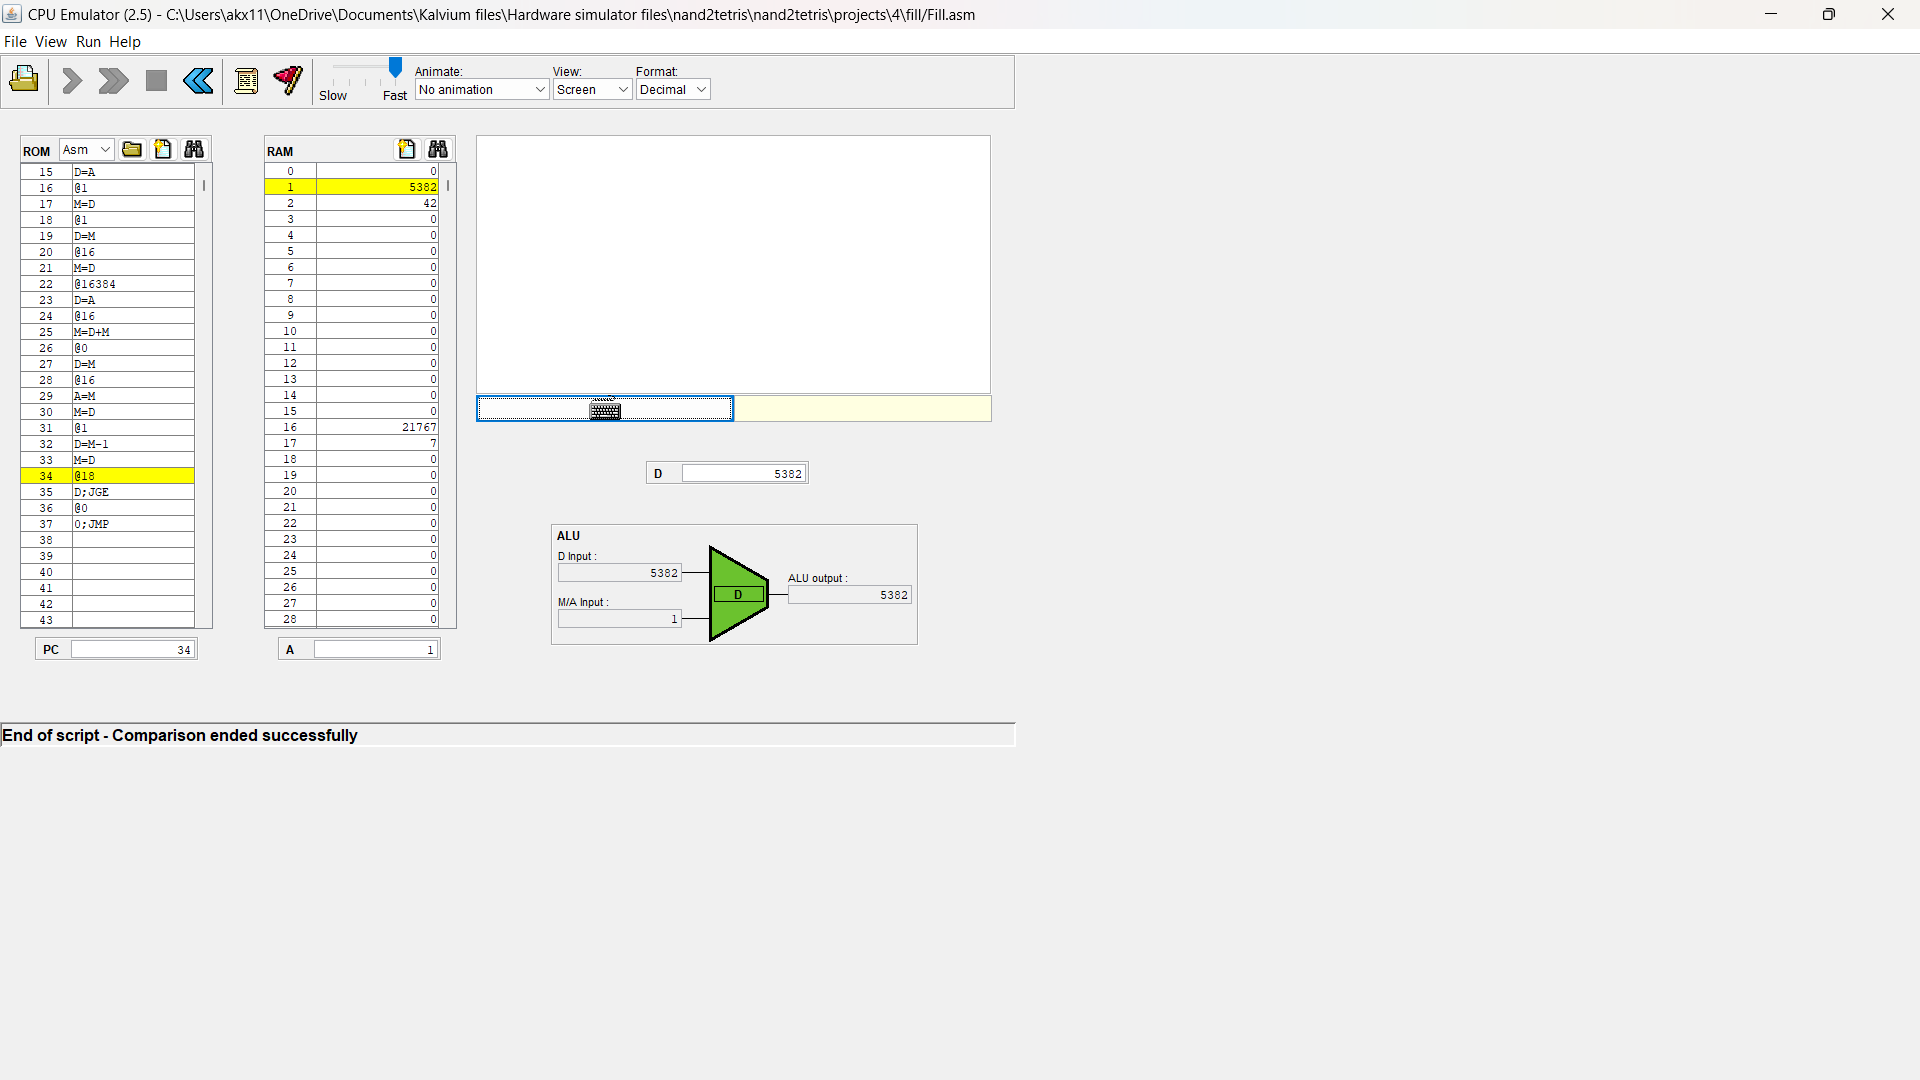 CPU Emulator (2.5) - C:\Users\akx11\OneDrive\Documents\Kalvium files\Hardware simulator files\nand2tetris\nand2tetris\projects\4\fill/Fill.asm
File View Run Help
Animate: View: Format:
Slow Fast No animation Screen Decimal
ROM Asm
15 D=A
16 @1
17 M=D
18 @1
19 D=M
20 @16
21 M=D
22 @16384
23 D=A
24 @16
25 M=D+M
26 @0
27 D=M
28 @16
29 A=M
30 M=D
31 @1
32 D=M-1
33 M=D
34 @18
35 D;JGE
36 @0
37 0;JMP
38
39
40
41
42
43
PC 34
RAM
0 0
1 5382
2 42
3 0
4 0
5 0
6 0
7 0
8 0
9 0
10 0
11 0
12 0
13 0
14 0
15 0
16 21767
17 7
18 0
19 0
20 0
21 0
22 0
23 0
24 0
25 0
26 0
27 0
28 0
A 1
D 5382
ALU
D Input :
5382
M/A Input :
1
D
ALU output :
5382
End of script - Comparison ended successfully